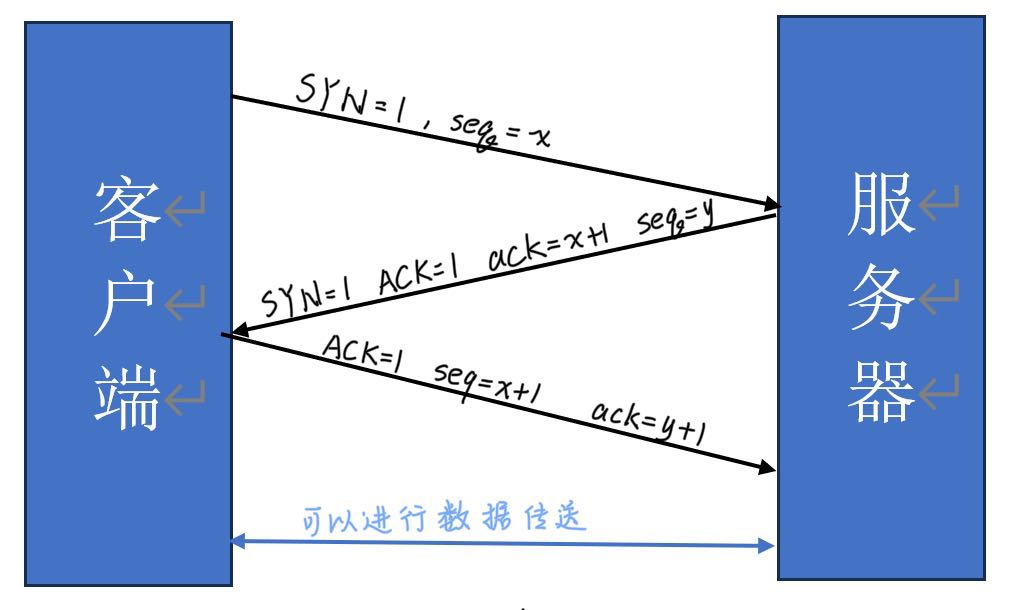 客↵
户↵
端↵
SYN=1, seq=x
SYN=1 ACK=1 ack=x+1 seq=y
ACK=1 seq=x+1 ack=y+1
可以进行数据传送
服↵
务↵
器↵